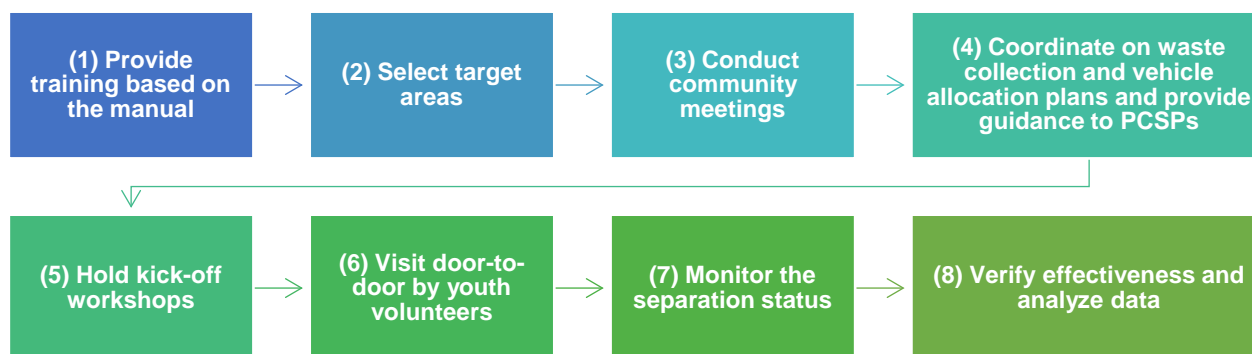 (1) Provide
training based on
the manual
(2) Select target
areas
(3) Conduct
community
meetings
(4) Coordinate on waste
collection and vehicle
allocation plans and provide
guidance to PCSPs
(5) Hold kick-off
workshops
(6) Visit door-to-
door by youth
volunteers
(7) Monitor the
separation status
(8) Verify effectiveness and
analyze data